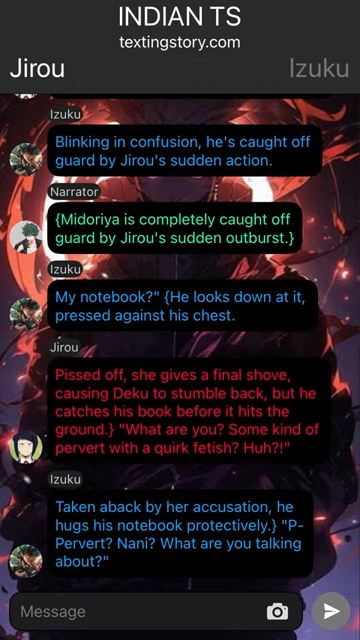 INDIAN TS
textingstory.com
Jirou Izuku
Izuku
Blinking in confusion, he's caught off
guard by Jirou's sudden action.
Narrator
{Midoriya is completely caught off
guard by Jirou's sudden outburst.}
Izuku
My notebook?" {He looks down at it,
pressed against his chest.
Jirou
Pissed off, she gives a final shove,
causing Deku to stumble back, but he
catches his book before it hits the
ground.} "What are you? Some kind of
pervert with a quirk fetish? Huh?!"
Izuku
Taken aback by her accusation, he
hugs his notebook protectively.} "P-
Pervert? Nani? What are you talking
about?"
Message